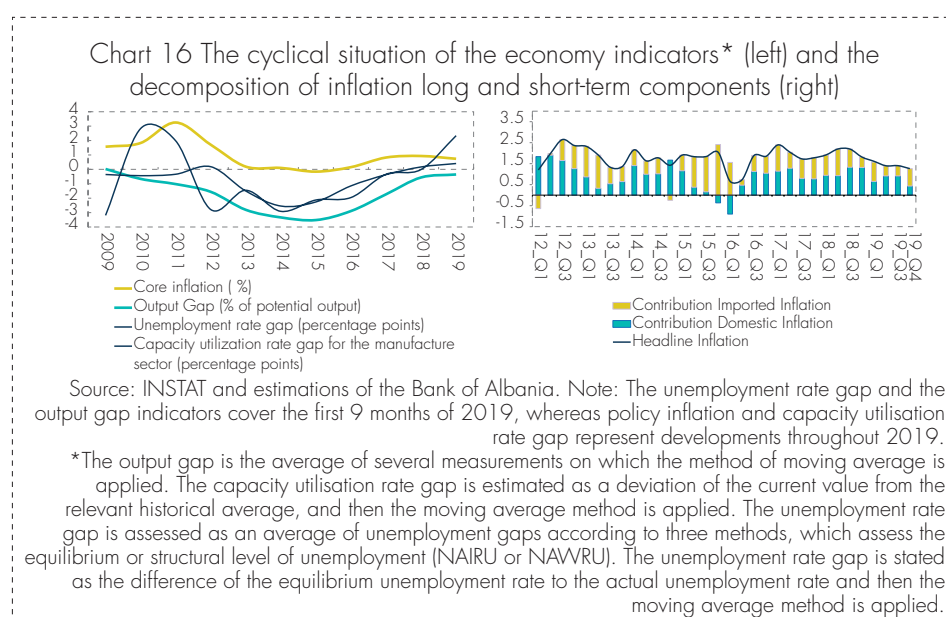 Chart 16 The cyclical situation of the economy indicators* (left) and the
decomposition of inflation long and short-term components (right)
4
3
2
1
0
-1
-2
-3
-4
2009
2010
2011
2012
2013
2014
2015
2016
2017
2018
2019
Core inflation ( %)
Output Gap (% of potential output)
Unemployment rate gap (percentage points)
Capacity utilization rate gap for the manufacture
sector (percentage points)
3.5
2.5
1.5
0.5
-0.5
-1.5
12_Q1
12_Q3
13_Q1
13_Q3
14_Q1
14_Q3
15_Q1
15_Q3
16_Q1
16_Q3
17_Q1
17_Q3
18_Q1
18_Q3
19_Q1
19_Q3
19_Q4
Contribution Imported Inflation
Contribution Domestic Inflation
Headline Inflation
Source: INSTAT and estimations of the Bank of Albania. Note: The unemployment rate gap and the
output gap indicators cover the first 9 months of 2019, whereas policy inflation and capacity utilisation
rate gap represent developments throughout 2019.
*The output gap is the average of several measurements on which the method of moving average is
applied. The capacity utilisation rate gap is estimated as a deviation of the current value from the
relevant historical average, and then the moving average method is applied. The unemployment rate
gap is assessed as an average of unemployment gaps according to three methods, which assess the
equilibrium or structural level of unemployment (NAIRU or NAWRU). The unemployment rate gap is stated
as the difference of the equilibrium unemployment rate to the actual unemployment rate and then the
moving average method is applied.